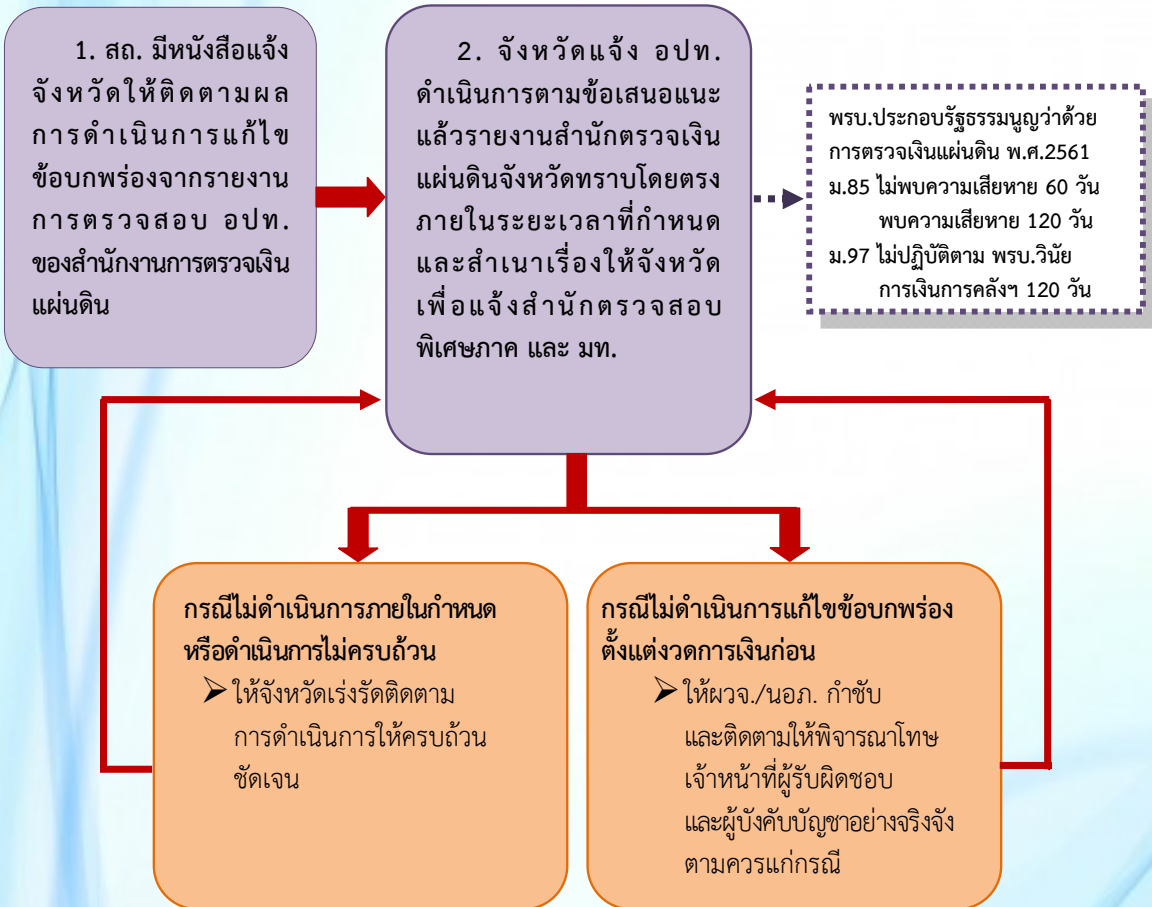 1. สถ. มีหนังสือแจ้ง
จังหวัดให้ติดตามผล
การดำเนินการแก้ไข
ข้อบกพร่องจากรายงาน
การตรวจสอบ อปท.
ของสำนักงานการตรวจเงิน
แผ่นดิน
2. จังหวัดแจ้ง อปท.
ดำเนินการตามข้อเสนอแนะ
แล้วรายงานสำนักตรวจเงิน
แผ่นดินจังหวัดทราบโดยตรง
ภายในระยะเวลาที่กำหนด
และสำเนาเรื่องให้จังหวัด
เพื่อแจ้งสำนักตรวจสอบ
พิเศษภาค และ มท.
พรบ.ประกอบรัฐธรรมนูญว่าด้วย
การตรวจเงินแผ่นดิน พ.ศ.2561
ม.85 ไม่พบความเสียหาย 60 วัน
พบความเสียหาย 120 วัน
ม.97 ไม่ปฏิบัติตาม พรบ.วินัย
การเงินการคลังฯ 120 วัน
กรณีไม่ดำเนินการภายในกำหนด
หรือดำเนินการไม่ครบถ้วน
➢ ให้จังหวัดเร่งรัดติดตาม
การดำเนินการให้ครบถ้วน
ชัดเจน
กรณีไม่ดำเนินการแก้ไขข้อบกพร่อง
ตั้งแต่งวดการเงินก่อน
➢ ให้ผวจ./นอภ. กำชับ
และติดตามให้พิจารณาโทษ
เจ้าหน้าที่ผู้รับผิดชอบ
และผู้บังคับบัญชาอย่างจริงจัง
ตามควรแก่กรณี